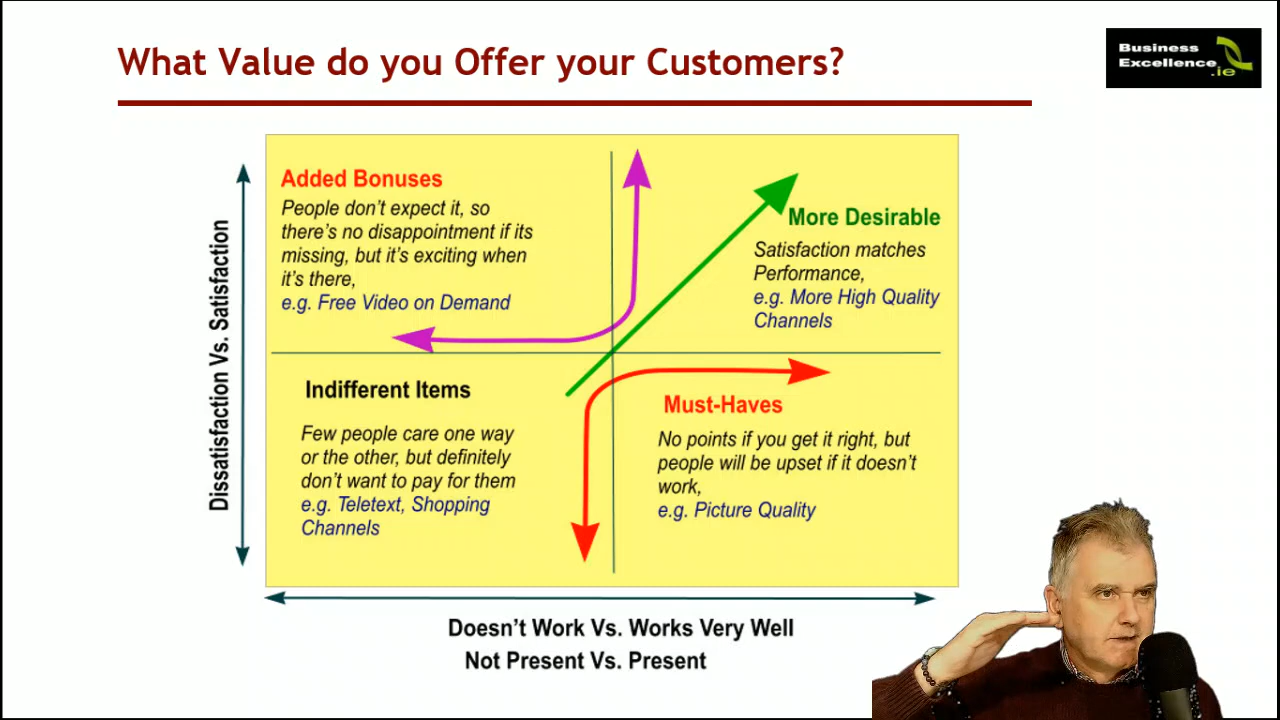 What Value do you Offer your Customers?
Business
Excellence
.ie
Dissatisfaction Vs. Satisfaction
Added Bonuses
People don't expect it, so
there's no disappointment if its
missing, but it's exciting when
it's there,
e.g. Free Video on Demand
More Desirable
Satisfaction matches
Performance,
e.g. More High Quality
Channels
Indifferent Items
Few people care one way
or the other, but definitely
don't want to pay for them
e.g. Teletext, Shopping
Channels
Must-Haves
No points if you get it right, but
people will be upset if it doesn't
work,
e.g. Picture Quality
Doesn't Work Vs. Works Very Well
Not Present Vs. Present